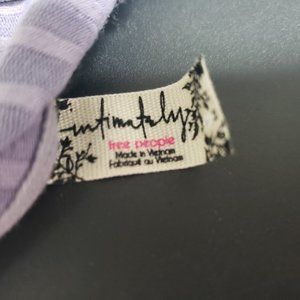 intimately
free people
Made in Vietnam
Fabriqué au Vietnam